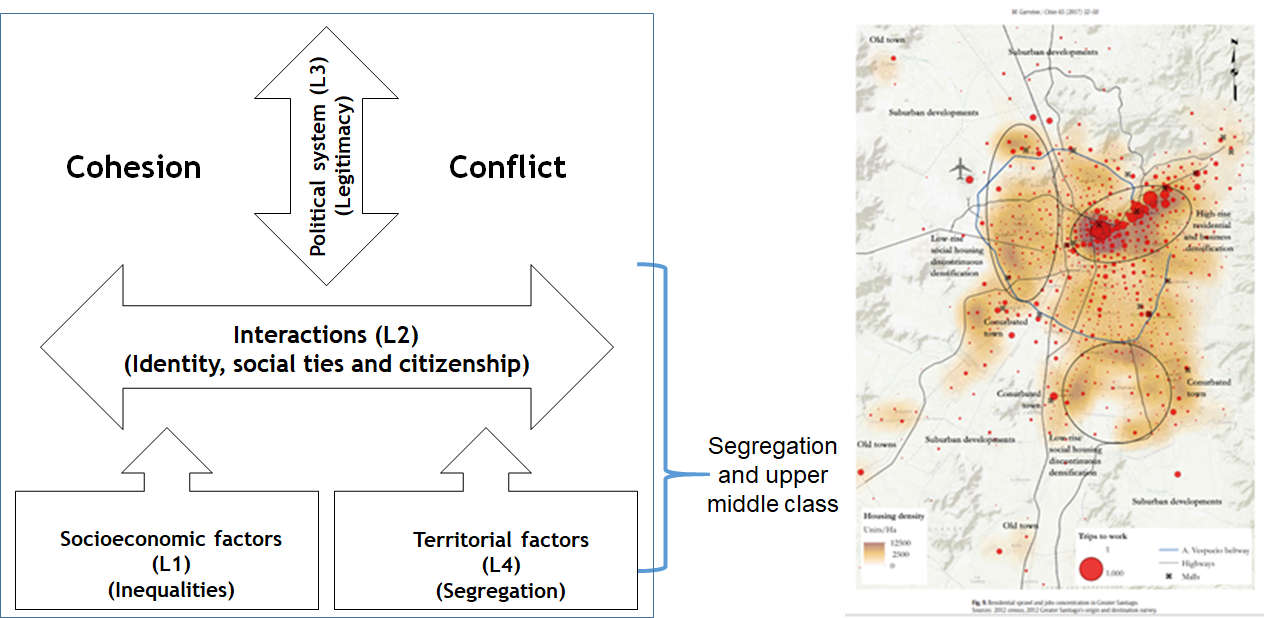 Cohesion
Political system (L3)
(Legitimacy)
Conflict
Interactions (L2)
(Identity, social ties and citizenship)
Socioeconomic factors
(L1)
(Inequalities)
Territorial factors
(L4)
(Segregation)
Segregation
and upper
middle class
M. Garreton / Cities 65 (2017) 32-50
Old town
Suburban developments
Suburban developments
High-rise
residential
and business
densification
Low-rise
social housing
discontinuous
densification
Conurbated
town
Conurbated
town
Conurbated
town
Old towns
Suburban developments
Low-rise
social housing
discontinuous
densification
Suburban developments
Old town
Housing density
Units/Ha
12500
2500
0
Trips to work
1
1.000
A. Vespucio beltway
Highways
Malls
Fig. 9. Residential sprawl and jobs concentration in Greater Santiago.
Sources: 2012 census, 2012 Greater Santiago's origin and destination survey.